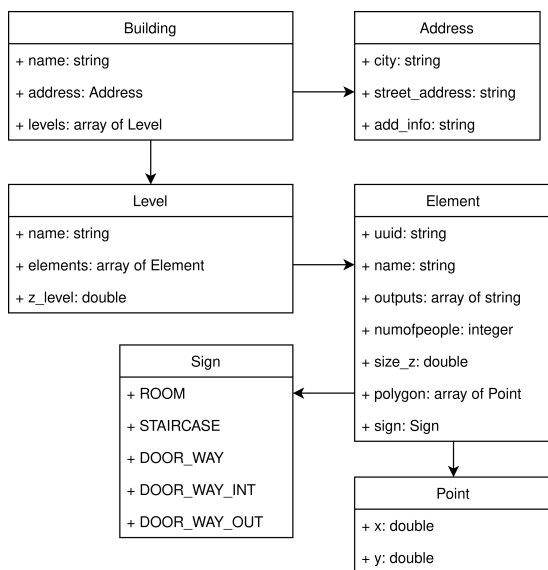 Building
+ name: string
+ address: Address
+ levels: array of Level
Address
+ city: string
+ street_address: string
+ add_info: string
Level
+ name: string
+ elements: array of Element
+ z_level: double
Element
+ uuid: string
+ name: string
+ outputs: array of string
+ numofpeople: integer
+ size_z: double
+ polygon: array of Point
+ sign: Sign
Sign
+ ROOM
+ STAIRCASE
+ DOOR_WAY
+ DOOR_WAY_INT
+ DOOR_WAY_OUT
Point
+ x: double
+ y: double